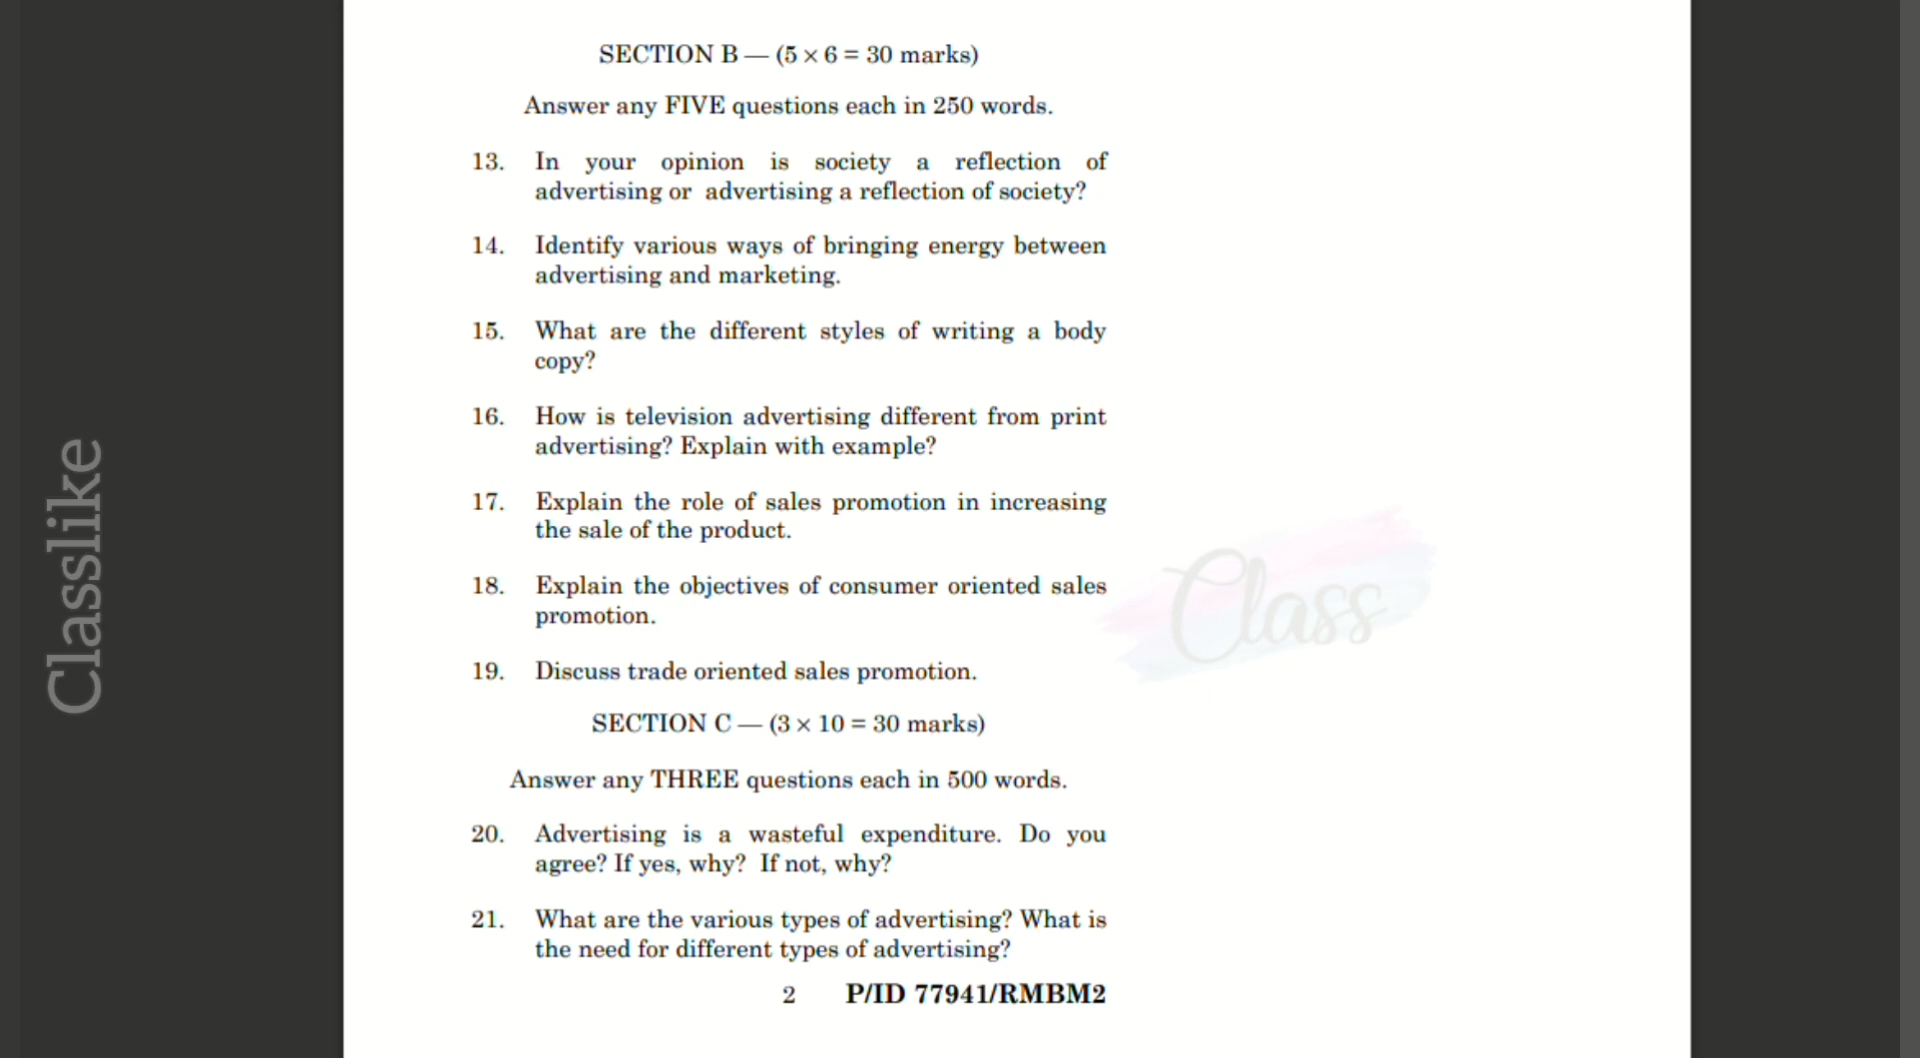 SECTION B — (5 × 6 = 30 marks)
Answer any FIVE questions each in 250 words.
13. In your opinion is society a reflection of
advertising or advertising a reflection of society?
14. Identify various ways of bringing energy between
advertising and marketing.
15. What are the different styles of writing a body
copy?
16. How is television advertising different from print
advertising? Explain with example?
17. Explain the role of sales promotion in increasing
the sale of the product.
18. Explain the objectives of consumer oriented sales
promotion.
19. Discuss trade oriented sales promotion.
SECTION C — (3 × 10 = 30 marks)
Answer any THREE questions each in 500 words.
20. Advertising is a wasteful expenditure. Do you
agree? If yes, why? If not, why?
21. What are the various types of advertising? What is
the need for different types of advertising?
2 P/ID 77941/RMBM2
Classlike
Class